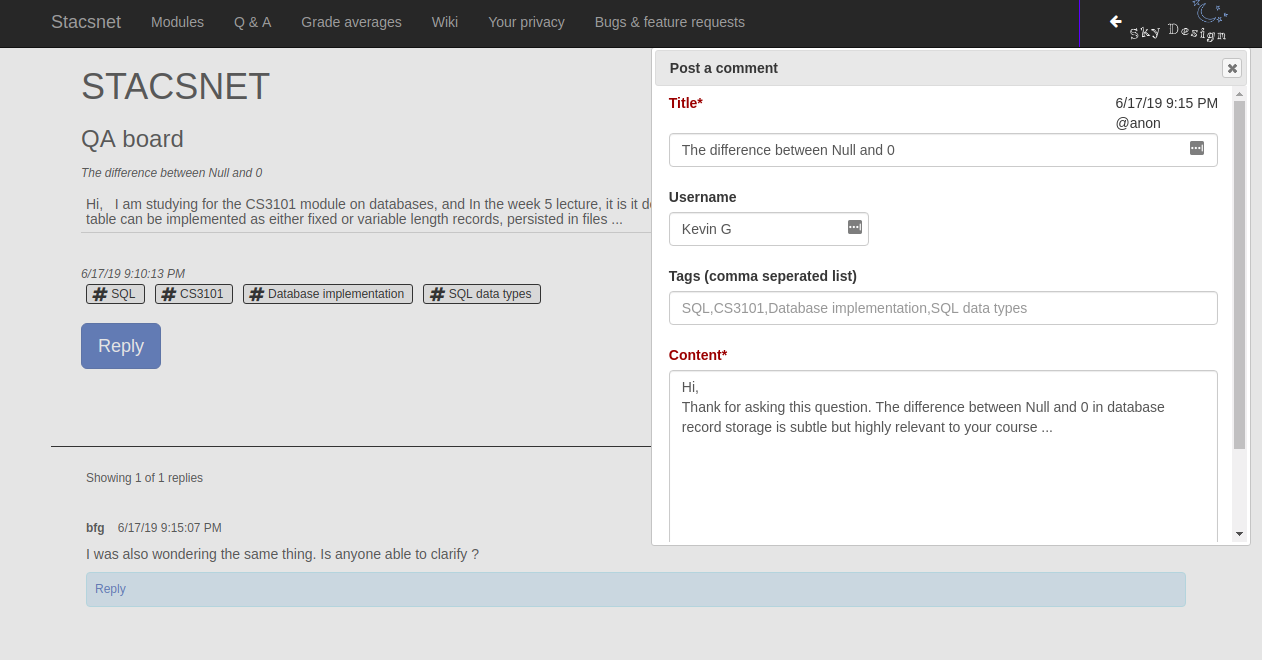 Stacsnet Modules Q & A Grade averages Wiki Your privacy Bugs & feature requests
Sky Design
STACSNET
QA board
The difference between Null and 0
Hi, I am studying for the CS3101 module on databases, and In the week 5 lecture, it is it
table can be implemented as either fixed or variable length records, persisted in files ...
6/17/19 9:10:13 PM
# SQL # CS3101 # Database implementation # SQL data types
Reply
Showing 1 of 1 replies
bfg 6/17/19 9:15:07 PM
I was also wondering the same thing. Is anyone able to clarify ?
Reply
Post a comment
Title*
6/17/19 9:15 PM
@anon
The difference between Null and 0
Username
Kevin G
Tags (comma seperated list)
SQL,CS3101,Database implementation,SQL data types
Content*
Hi,
Thank for asking this question. The difference between Null and 0 in database
record storage is subtle but highly relevant to your course ...